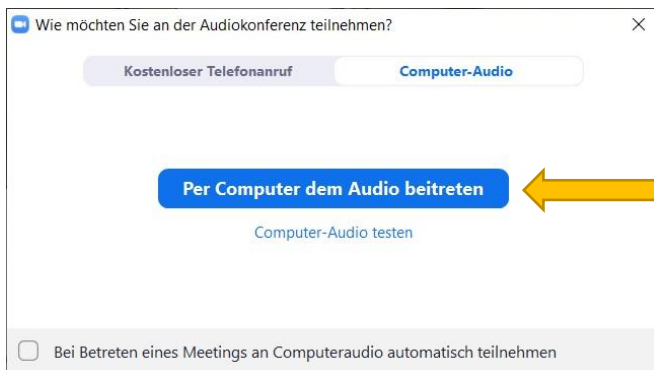 Wie möchten Sie an der Audiokonferenz teilnehmen?
Kostenloser Telefonanruf
Computer-Audio
Per Computer dem Audio beitreten
Computer-Audio testen
Bei Betreten eines Meetings an Computeraudio automatisch teilnehmen